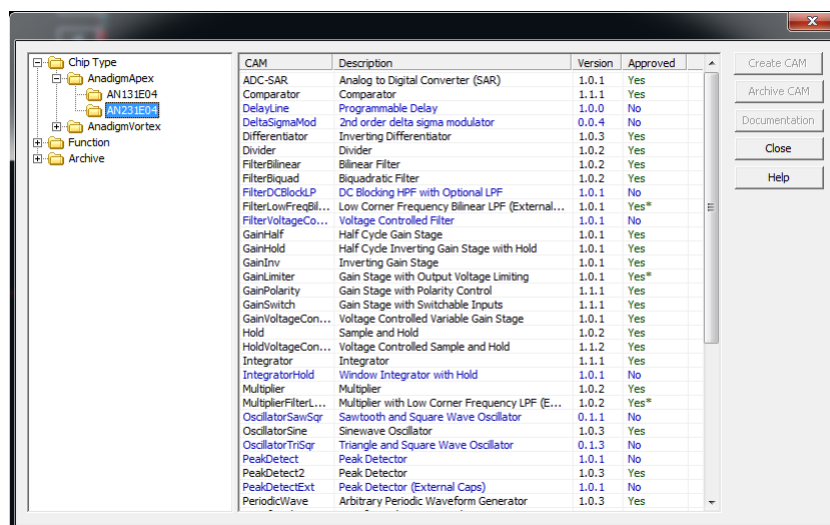 Chip Type
AnadigmApex
AN131E04
AN231E04
AnadigmVortex
Function
Archive
CAM Description Version Approved
ADC-SAR Analog to Digital Converter (SAR) 1.0.1 Yes
Comparator Comparator 1.1.1 Yes
DelayLine Programmable Delay 1.0.0 No
DeltaSigmaMod 2nd order delta sigma modulator 0.0.4 No
Differentiator Inverting Differentiator 1.0.3 Yes
Divider Divider 1.0.2 Yes
FilterBilinear Bilinear Filter 1.0.2 Yes
FilterBiquad Biquadratic Filter 1.0.2 Yes
FilterDCBlockLP DC Blocking HPF with Optional LPF 1.0.1 No
FilterLowFreqBil... Low Corner Frequency Bilinear LPF (External... 1.0.1 Yes*
FilterVoltageCo... Voltage Controlled Filter 1.0.1 No
GainHalf Half Cycle Gain Stage 1.0.1 Yes
GainHold Half Cycle Inverting Gain Stage with Hold 1.0.1 Yes
GainInv Inverting Gain Stage 1.0.1 Yes
GainLimiter Gain Stage with Output Voltage Limiting 1.0.1 Yes*
GainPolarity Gain Stage with Polarity Control 1.1.1 Yes
GainSwitch Gain Stage with Switchable Inputs 1.1.1 Yes
GainVoltageCon... Voltage Controlled Variable Gain Stage 1.0.1 Yes
Hold Sample and Hold 1.0.2 Yes
HoldVoltageCon... Voltage Controlled Sample and Hold 1.1.2 Yes
Integrator Integrator 1.1.1 Yes
IntegratorHold Window Integrator with Hold 1.0.1 No
Multiplier Multiplier 1.0.2 Yes
MultiplierFilterL... Multiplier with Low Corner Frequency LPF (E... 1.0.2 Yes*
OscillatorSawSqr Sawtooth and Square Wave Oscillator 0.1.1 No
OscillatorSine Sinewave Oscillator 1.0.3 Yes
OscillatorTriSqr Triangle and Square Wave Oscillator 0.1.3 No
PeakDetect Peak Detector 1.0.1 No
PeakDetect2 Peak Detector 1.0.3 Yes
PeakDetectExt Peak Detector (External Caps) 1.0.1 No
PeriodicWave Arbitrary Periodic Waveform Generator 1.0.3 Yes
Create CAM
Archive CAM
Documentation
Close
Help